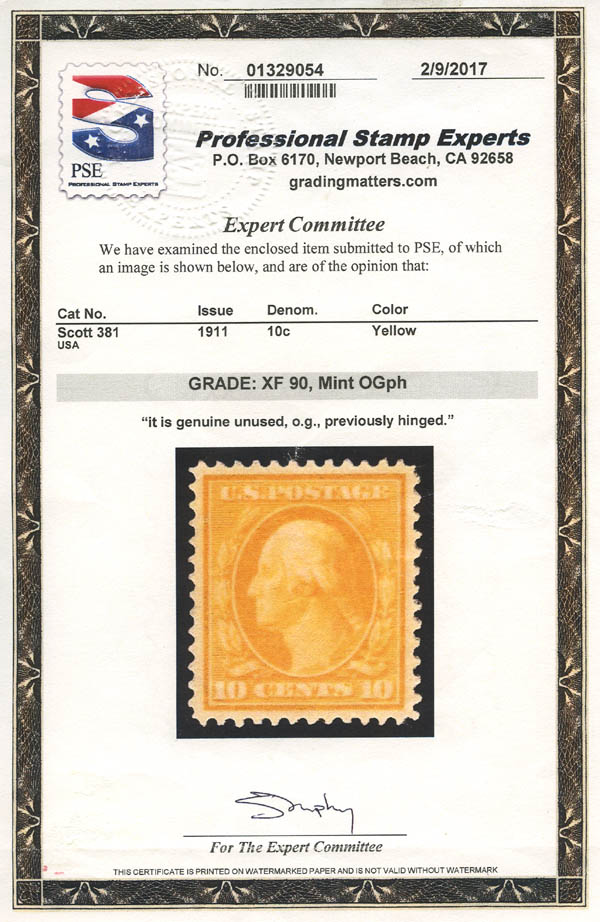 No. 01329054
2/9/2017
PSE
PROFESSIONAL STAMP EXPERTS
Professional Stamp Experts
P.O. Box 6170, Newport Beach, CA 92658
gradingmatters.com
Expert Committee
We have examined the enclosed item submitted to PSE, of which
an image is shown below, and are of the opinion that:
Cat No. Issue Denom. Color
Scott 381 1911 10c Yellow
USA
GRADE: XF 90, Mint OGph
“it is genuine unused, o.g., previously hinged.”
U.S. POSTAGE
10 CENTS 10
For The Expert Committee
THIS CERTIFICATE IS PRINTED ON WATERMARKED PAPER AND IS NOT VALID WITHOUT WATERMARK